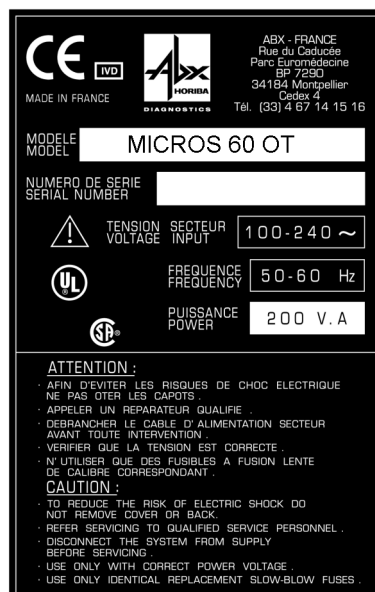 CE IVD
MADE IN FRANCE
Abx
HORIBA
DIAGNOSTICS
ABX - FRANCE
Rue du Caducée
Parc Euromédecine
BP 7290
34184 Montpellier
Cedex 4
Tél. (33) 4 67 14 15 16
MODELE
MODEL
MICROS 60 OT
NUMERO DE SERIE
SERIAL NUMBER
TENSION SECTEUR
VOLTAGE INPUT
100-240 ~
UL
®
FREQUENCE
FREQUENCY
50-60 Hz
SA ®
PUISSANCE
POWER
200 V.A
ATTENTION :
· AFIN D'EVITER LES RISQUES DE CHOC ELECTRIQUE
NE PAS OTER LES CAPOTS .
· APPELER UN REPARATEUR QUALIFIE .
· DEBRANCHER LE CABLE D' ALIMENTATION SECTEUR
AVANT TOUTE INTERVENTION .
· VERIFIER QUE LA TENSION EST CORRECTE .
· N' UTILISER QUE DES FUSIBLES A FUSION LENTE
DE CALIBRE CORRESPONDANT .
CAUTION :
· TO REDUCE THE RISK OF ELECTRIC SHOCK DO
NOT REMOVE COVER OR BACK.
· REFER SERVICING TO QUALIFIED SERVICE PERSONNEL .
· DISCONNECT THE SYSTEM FROM SUPPLY
BEFORE SERVICING .
· USE ONLY WITH CORRECT POWER VOLTAGE .
· USE ONLY IDENTICAL REPLACEMENT SLOW-BLOW FUSES .